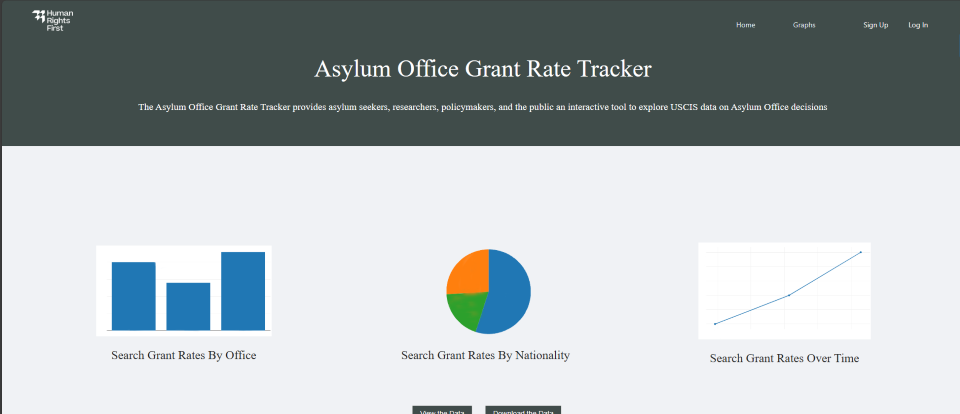 Human
Rights
First
Home Graphs Sign Up Log In
Asylum Office Grant Rate Tracker
The Asylum Office Grant Rate Tracker provides asylum seekers, researchers, policymakers, and the public an interactive tool to explore USCIS data on Asylum Office decisions
Search Grant Rates By Office
Search Grant Rates By Nationality
Search Grant Rates Over Time
View the Data Download the Data